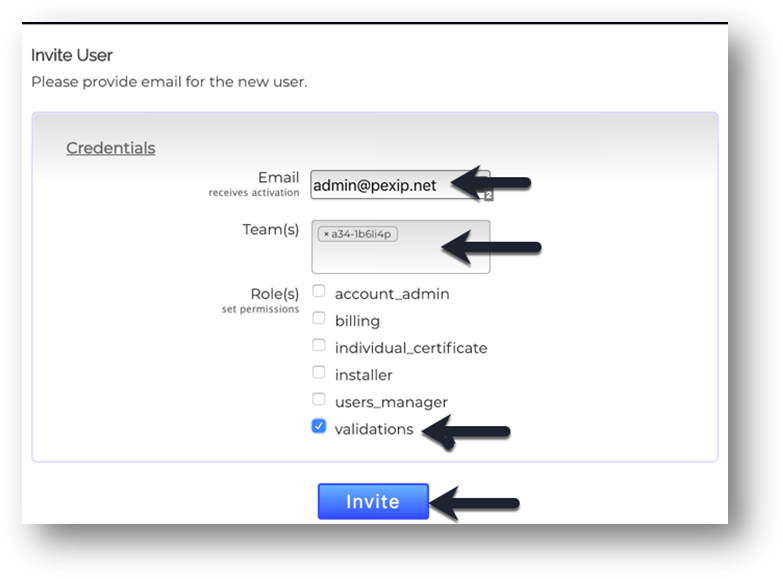 Invite User
Please provide email for the new user.
Credentials
Email
receives activation
admin@pexip.net
2
Team(s)
× a34-1b6li4p
Role(s)
set permissions
account_admin
billing
individual_certificate
installer
users_manager
validations
Invite